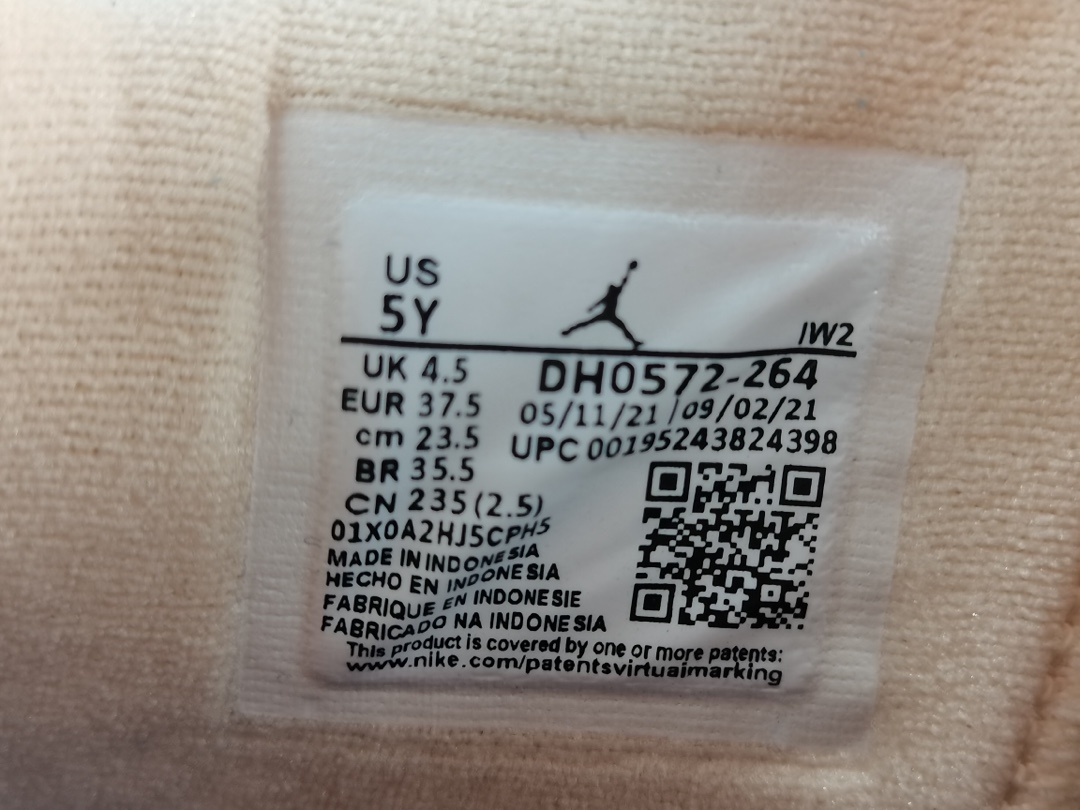 US
5Y
/W2
UK 4.5
EUR 37.5
cm 23.5
BR 35.5
CN 235 (2.5)
DH0572-264
05/11/21 /09/02/21
UPC 00195243824398
01X0A2HJ5CPH5
MADE IN INDONESIA
HECHO EN INDONESIA
FABRIQUE EN INDONESIE
FABRICADO NA INDONESIA
This product is covered by one or more patents:
www.nike.com/patentsvirtualmarking